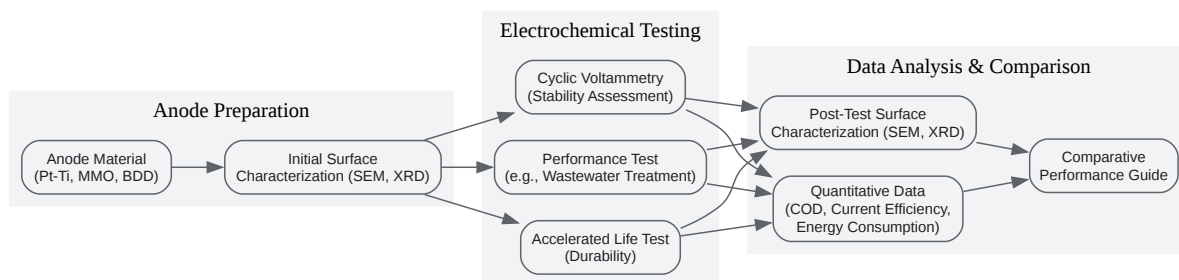 Anode Preparation
Anode Material
(Pt-Ti, MMO, BDD)
Initial Surface
Characterization (SEM, XRD)
Electrochemical Testing
Cyclic Voltammetry
(Stability Assessment)
Performance Test
(e.g., Wastewater Treatment)
Accelerated Life Test
(Durability)
Data Analysis & Comparison
Post-Test Surface
Characterization (SEM, XRD)
Quantitative Data
(COD, Current Efficiency,
Energy Consumption)
Comparative
Performance Guide